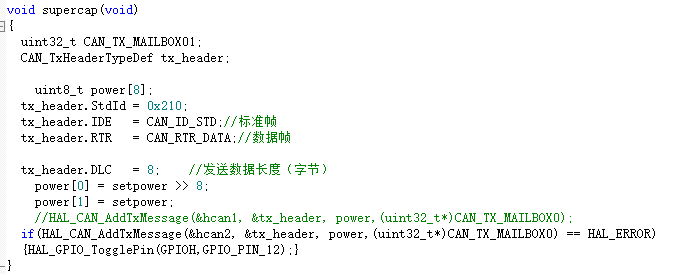 void supercap(void)
{
uint32_t CAN_TX_MAILBOX01;
CAN_TxHeaderTypeDef tx_header;
uint8_t power[8];
tx_header.StdId = 0x210;
tx_header.IDE = CAN_ID_STD;//标准帧
tx_header.RTR = CAN_RTR_DATA;//数据帧
tx_header.DLC = 8; //发送数据长度（字节）
power[0] = setpower >> 8;
power[1] = setpower;
//HAL_CAN_AddTxMessage(&hcan1, &tx_header, power,(uint32_t*)CAN_TX_MAILBOX0);
if(HAL_CAN_AddTxMessage(&hcan2, &tx_header, power,(uint32_t*)CAN_TX_MAILBOX0) == HAL_ERROR)
{HAL_GPIO_TogglePin(GPIOH,GPIO_PIN_12);}
}